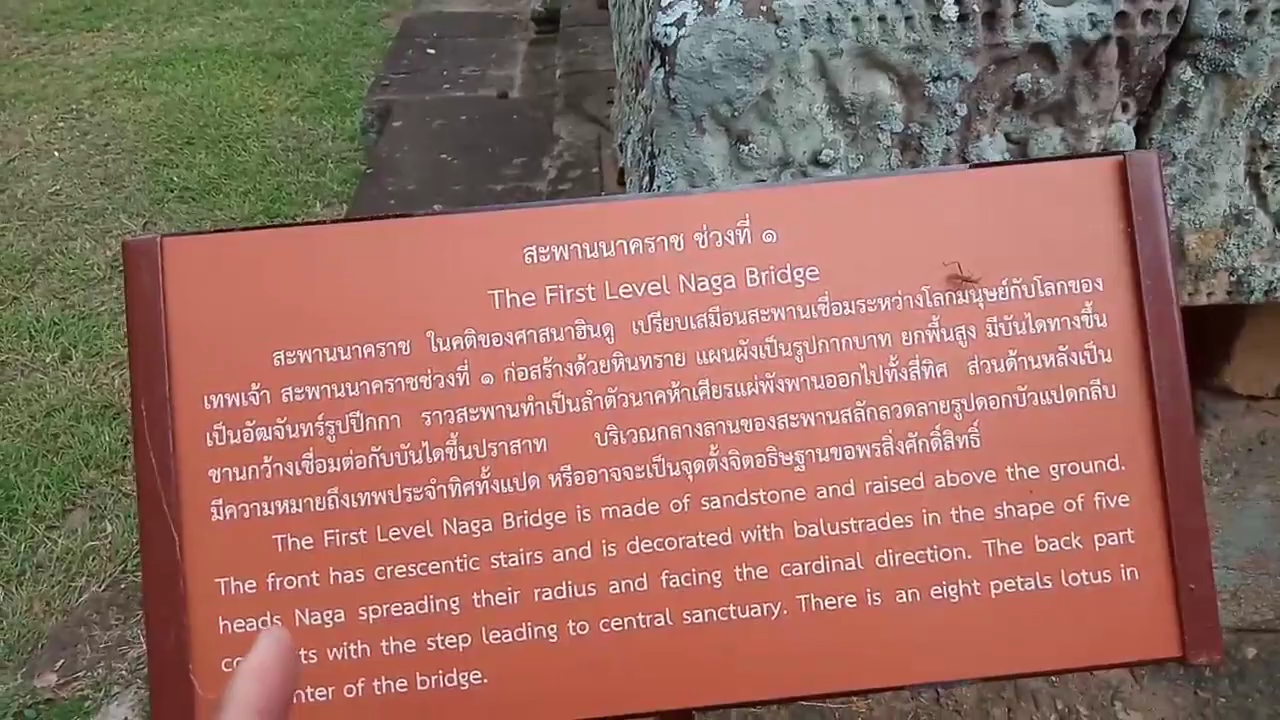 สะพานนาคราช ช่วงที่ ๑
The First Level Naga Bridge
สะพานนาคราช ในคติของศาสนาฮินดู เปรียบเสมือนสะพานเชื่อมระหว่างโลกมนุษย์กับโลกของ
เทพเจ้า สะพานนาคราชช่วงที่ ๑ ก่อสร้างด้วยหินทราย แผนผังเป็นรูปกากบาท ยกพื้นสูง มีบันไดทางขึ้น
เป็นอัฒจันทร์รูปปีกกา ราวสะพานทำเป็นลำตัวนาคห้าเศียรแผ่พังพานออกไปทั้งสี่ทิศ ส่วนด้านหลังเป็น
ชานกว้างเชื่อมต่อกับบันไดขึ้นปราสาท บริเวณกลางลานของสะพานสลักลวดลายรูปดอกบัวแปดกลีบ
มีความหมายถึงเทพประจำทิศทั้งแปด หรืออาจจะเป็นจุดตั้งจิตอธิษฐานขอพรสิ่งศักดิ์สิทธิ์
The First Level Naga Bridge is made of sandstone and raised above the ground.
The front has crescentic stairs and is decorated with balustrades in the shape of five
heads Naga spreading their radius and facing the cardinal direction. The back part
with the step leading to central sanctuary. There is an eight petals lotus in
of the bridge.